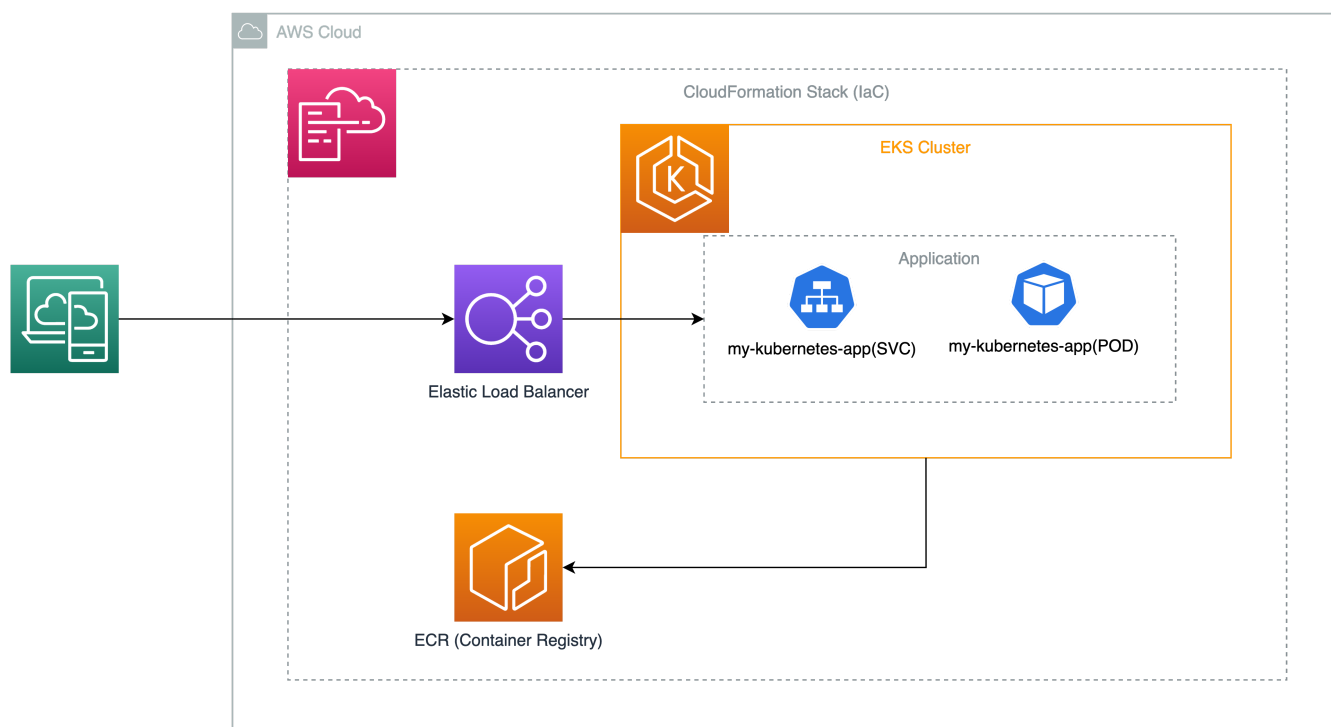 AWS Cloud
CloudFormation Stack (IaC)
EKS Cluster
K
Application
my-kubernetes-app(SVC)
my-kubernetes-app(POD)
Elastic Load Balancer
ECR (Container Registry)